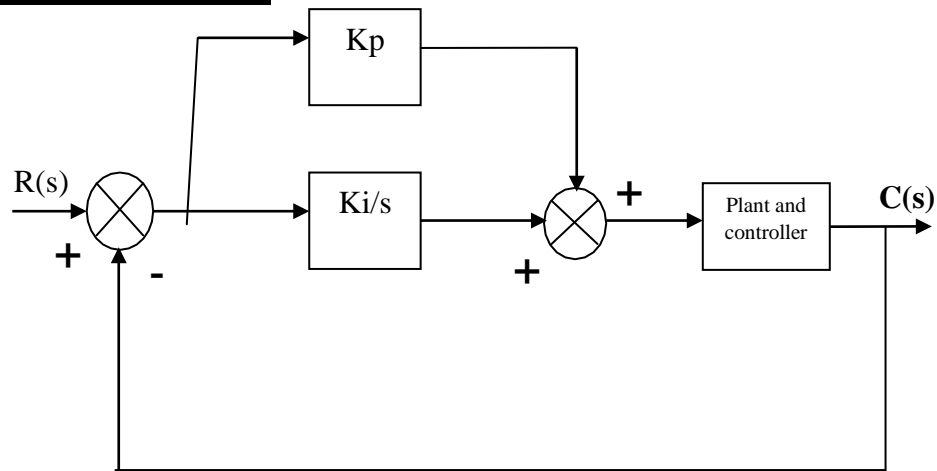 Kp
R(s)
Ki/s
+
Plant and
controller
C(s)
+
-
+